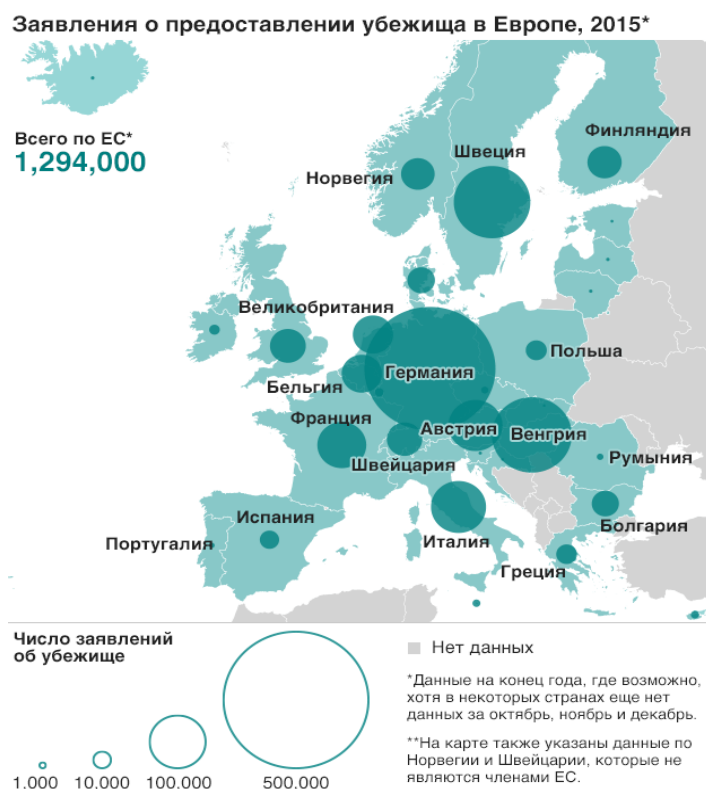 Заявления о предоставлении убежища в Европе, 2015*
Всего по ЕС*
1,294,000
Финляндия
Швеция
Норвегия
Великобритания
Польша
Германия
Бельгия
Франция
Австрия
Венгрия
Швейцария
Румыния
Испания
Болгария
Португалия
Италия
Греция
Число заявлений
об убежище
1.000
10.000
100.000
500.000
Нет данных
*Данные на конец года, где возможно,
хотя в некоторых странах еще нет
данных за октябрь, ноябрь и декабрь.
**На карте также указаны данные по
Норвегии и Швейцарии, которые не
являются членами ЕС.